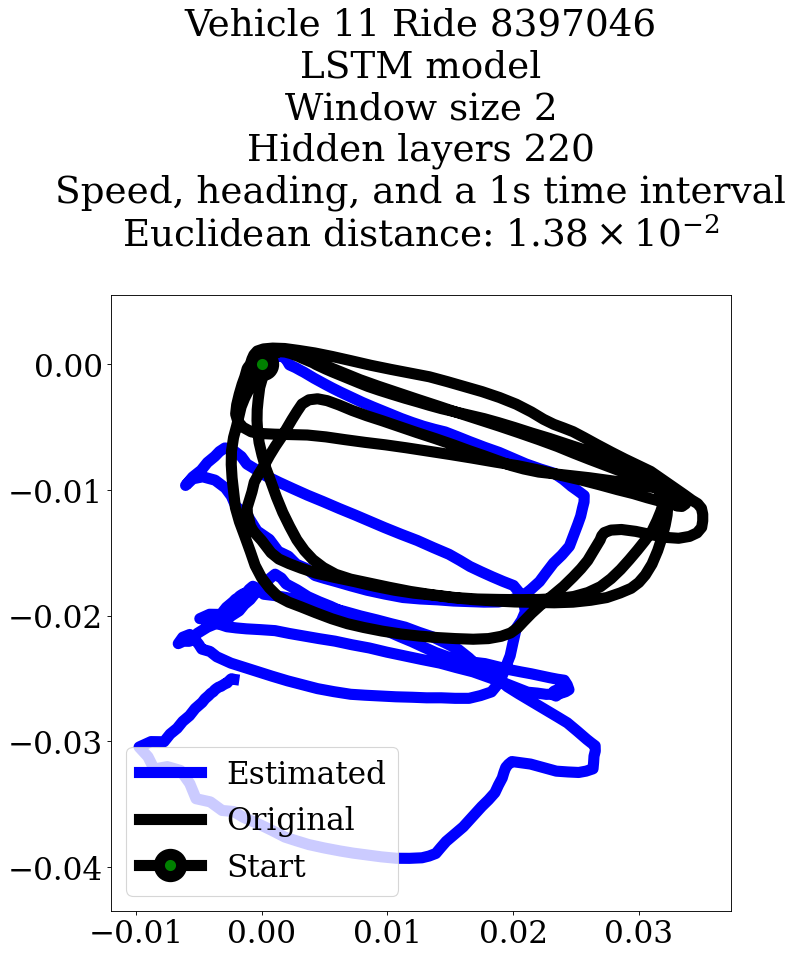 Vehicle 11 Ride 8397046
LSTM model
Window size 2
Hidden layers 220
Speed, heading, and a 1s time interval
Euclidean distance: 1.38 × 10⁻²
0.00
−0.01
−0.02
−0.03
−0.04
Estimated
Original
Start
−0.01 0.00 0.01 0.02 0.03